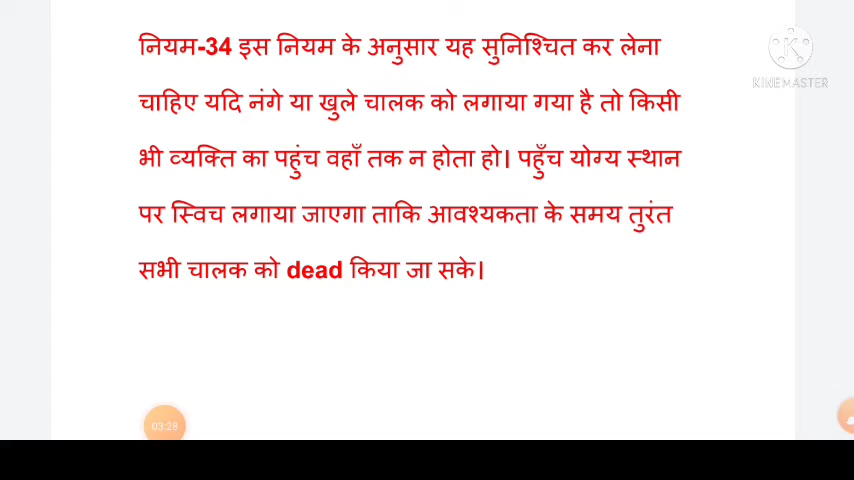 नियम-34 इस नियम के अनुसार यह सुनिश्चित कर लेना
चाहिए यदि नंगे या खुले चालक को लगाया गया है तो किसी
भी व्यक्ति का पहुंच वहाँ तक न होता हो। पहुँच योग्य स्थान
पर स्विच लगाया जाएगा ताकि आवश्यकता के समय तुरंत
सभी चालक को dead किया जा सके।
KINEMASTER
03:28